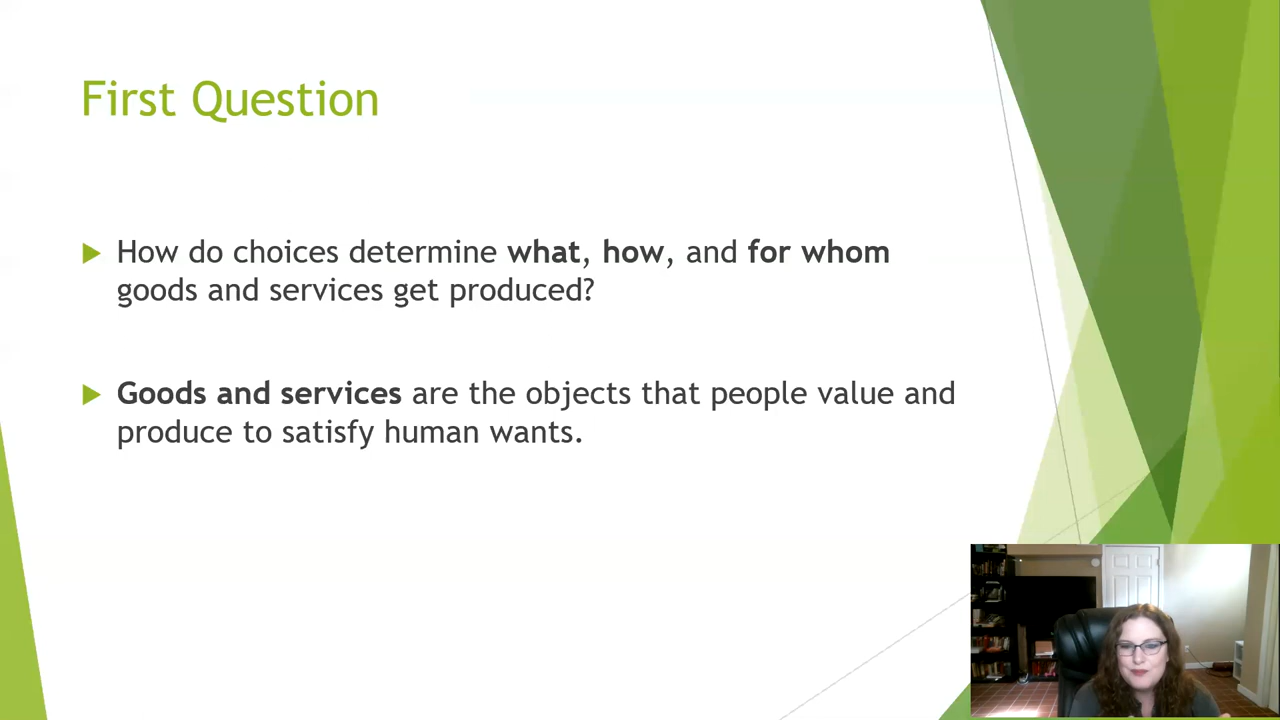 First Question
How do choices determine what, how, and for whom
goods and services get produced?
Goods and services are the objects that people value and
produce to satisfy human wants.